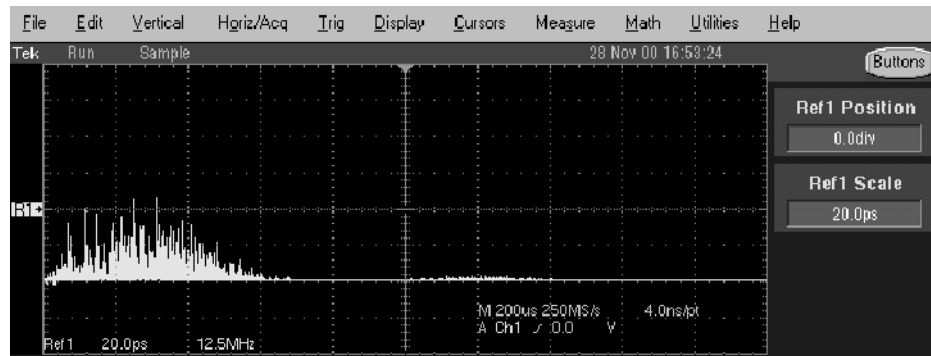 File Edit Vertical Horiz/Acq Trig Display Cursors Measure Math Utilities Help
Tek Run Sample 28 Nov 00 16:53:24
Buttons
Ref1 Position
0.0div
Ref1 Scale
20.0ps
R1
M 200us 250MS/s 4.0ns/pt
A Ch1 / 0.0 V
Ref1 20.0ps 12.5MHz